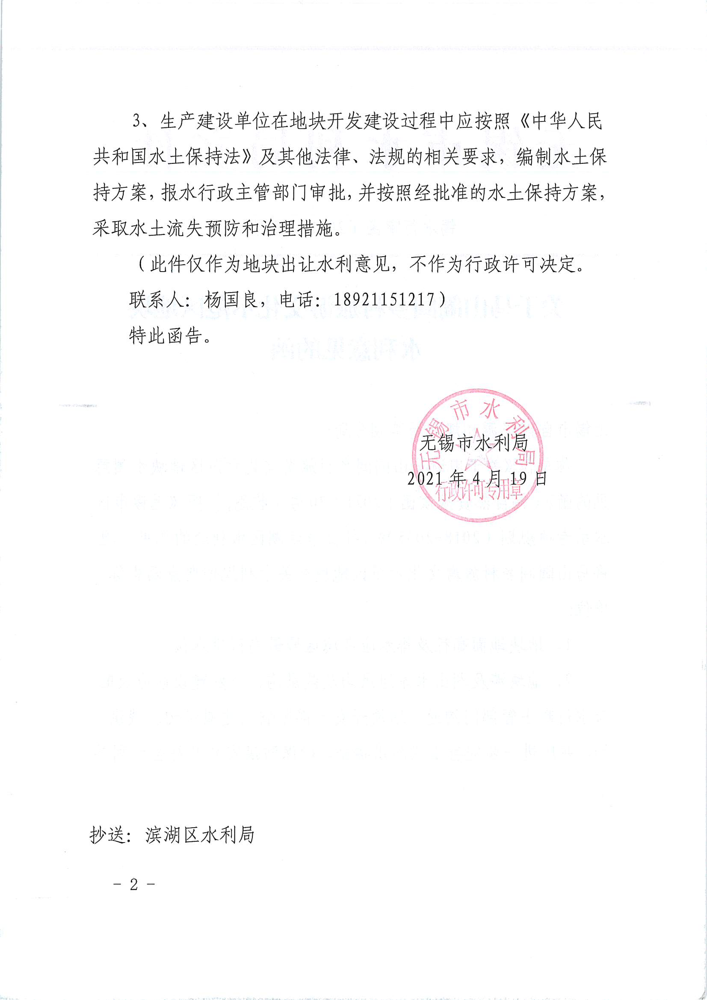 3、生产建设单位在地块开发建设过程中应按照《中华人民
共和国水土保持法》及其他法律、法规的相关要求，编制水土保
持方案，报水行政主管部门审批，并按照经批准的水土保持方案，
采取水土流失预防和治理措施。
（此件仅作为地块出让水利意见，不作为行政许可决定。
联系人：杨国良，电话：18921151217）
特此函告。
无锡市水利局
无锡市水利局
2021 年 4 月 19 日
行政许可专用章
抄送：滨湖区水利局
- 2 -